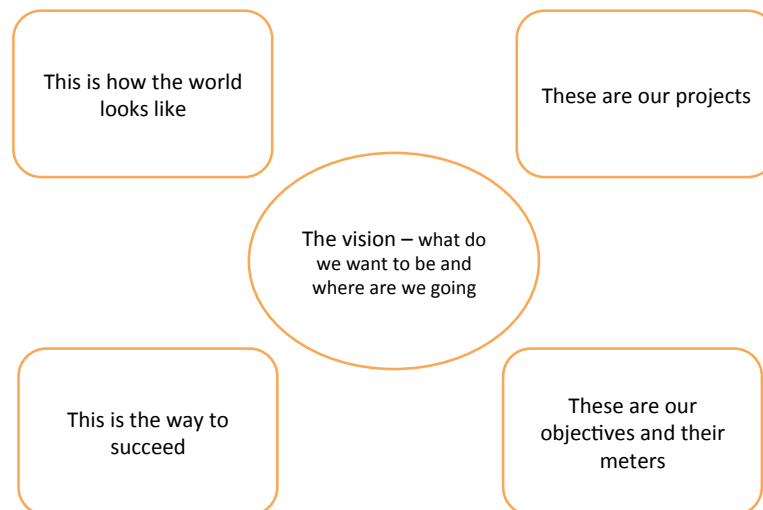 This is how the world
looks like
These are our projects
The vision – what do
we want to be and
where are we going
This is the way to
succeed
These are our
objectives and their
meters